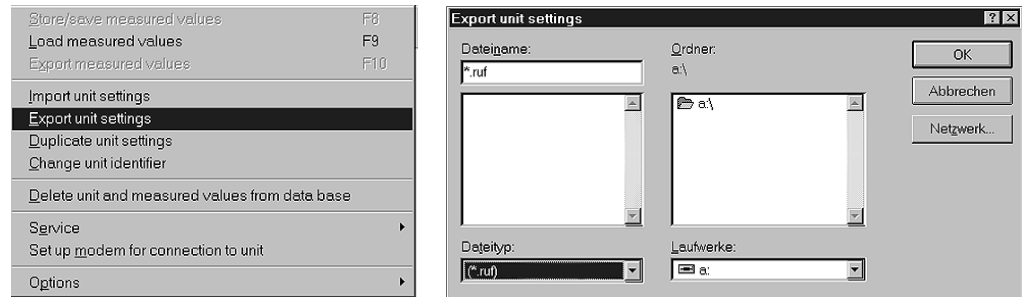 Store/save measured values F8
Load measured values F9
Export measured values F10
Import unit settings
Export unit settings
Duplicate unit settings
Change unit identifier
Delete unit and measured values from data base
Service
Set up modem for connection to unit
Options
Export unit settings
Dateiname:
*.ruf
Ordner:
a:\
a:\
Dateityp:
(*.ruf)
Laufwerke:
a:
OK
Abbrechen
Netzwerk...